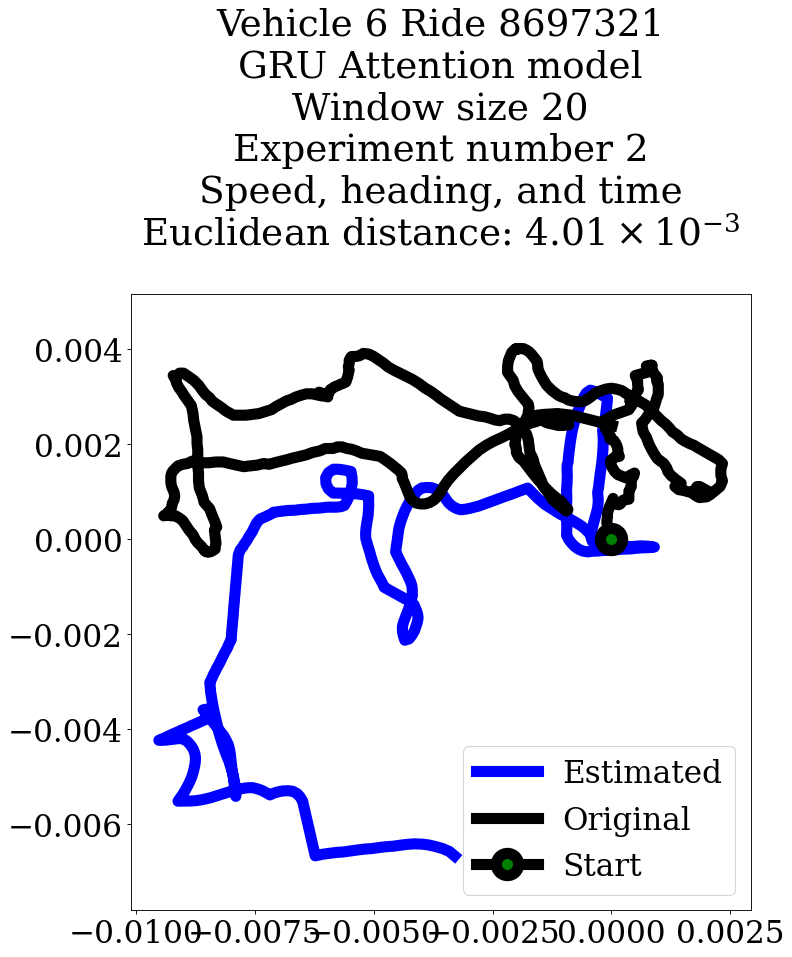 Vehicle 6 Ride 8697321
GRU Attention model
Window size 20
Experiment number 2
Speed, heading, and time
Euclidean distance: 4.01 × 10⁻³
0.004
0.002
0.000
−0.002
−0.004
−0.006
Estimated
Original
Start
−0.0100 −0.0075 −0.0050 −0.0025 0.0000 0.0025